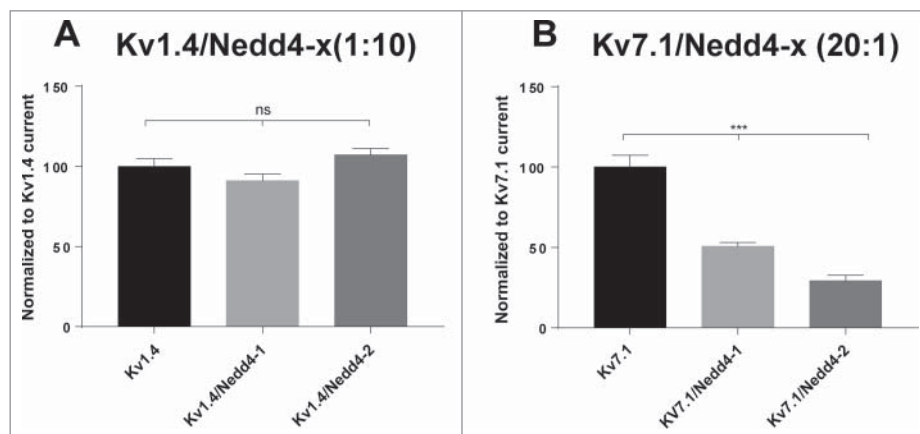 A
Kv1.4/Nedd4-x(1:10)
Normalized to Kv1.4 current
150
100
50
0
ns
Kv1.4
Kv1.4/Nedd4-1
Kv1.4/Nedd4-2
B
Kv7.1/Nedd4-x (20:1)
Normalized to Kv7.1 current
150
100
50
0
***
Kv7.1
KV7.1/Nedd4-1
Kv7.1/Nedd4-2